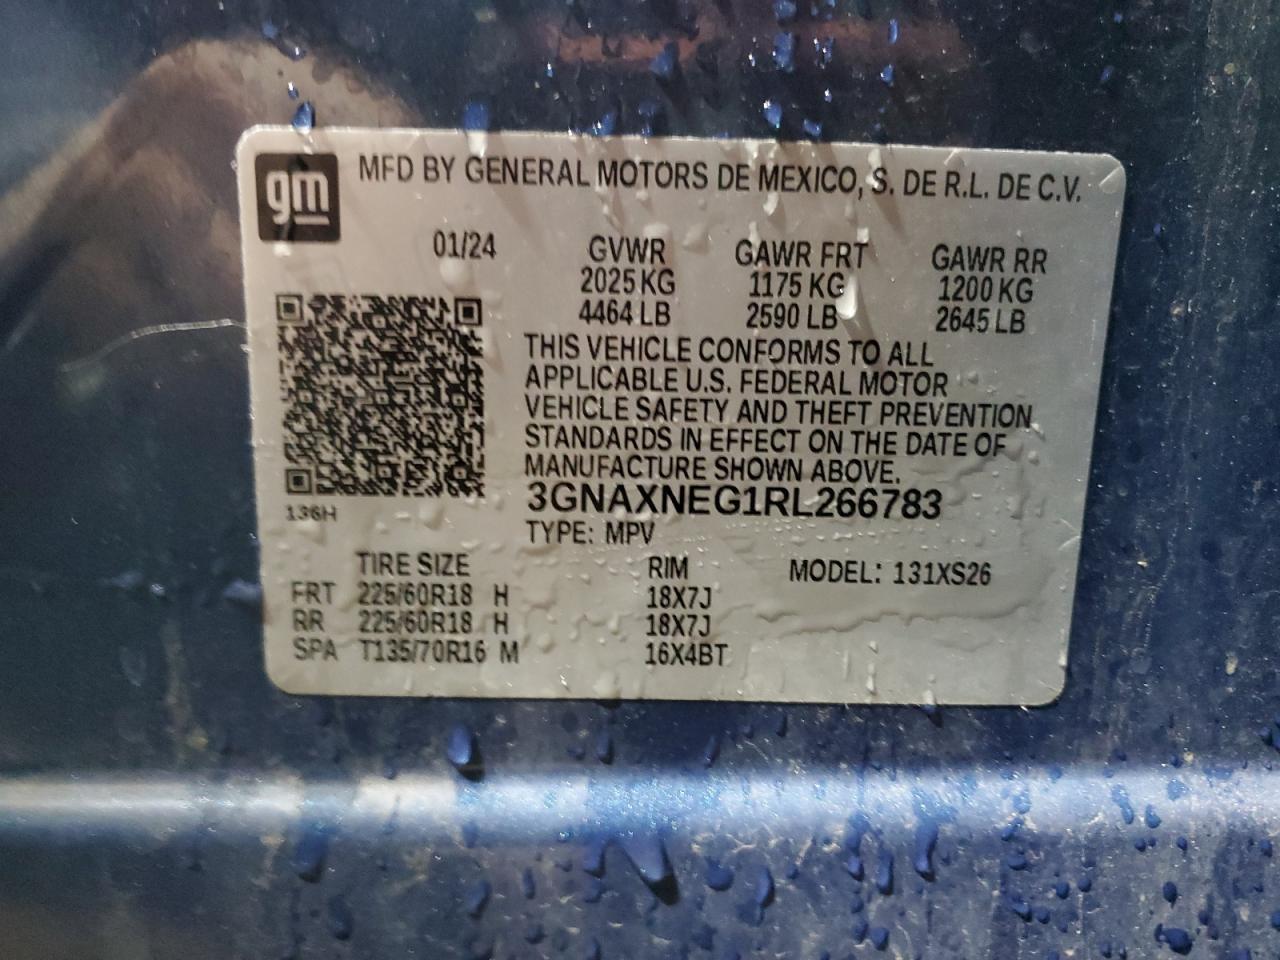 gm
MFD BY GENERAL MOTORS DE MEXICO, S. DE R.L. DE C.V.
01/24 GVWR GAWR FRT GAWR RR
2025 KG 1175 KG 1200 KG
4464 LB 2590 LB 2645 LB
THIS VEHICLE CONFORMS TO ALL
APPLICABLE U.S. FEDERAL MOTOR
VEHICLE SAFETY AND THEFT PREVENTION
STANDARDS IN EFFECT ON THE DATE OF
MANUFACTURE SHOWN ABOVE.
3GNAXNEG1RL266783
136H
TYPE: MPV
TIRE SIZE RIM MODEL: 131XS26
FRT 225/60R18 H 18X7J
RR 225/60R18 H 18X7J
SPA T135/70R16 M 16X4BT